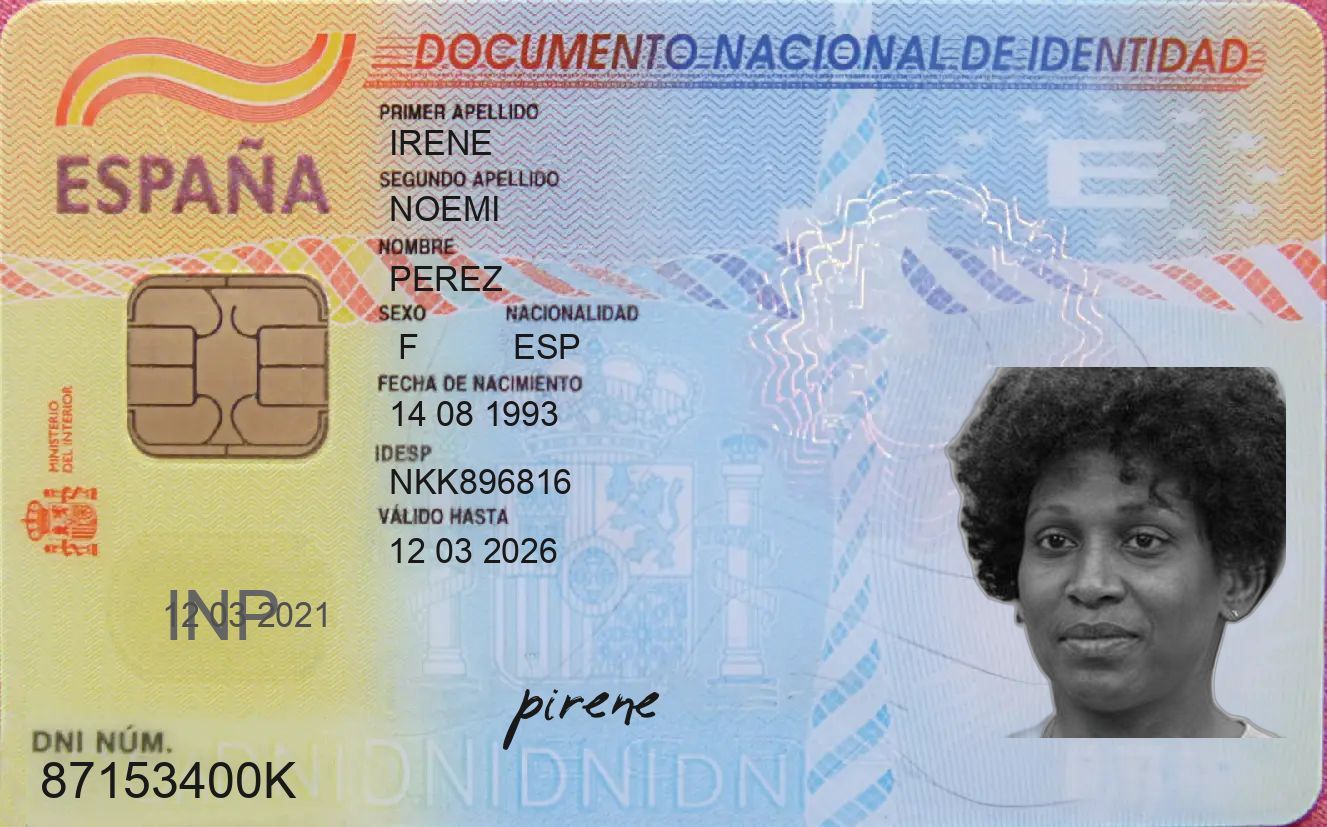 DOCUMENTO NACIONAL DE IDENTIDAD
ESPAÑA
PRIMER APELLIDO
IRENE
SEGUNDO APELLIDO
NOEMI
NOMBRE
PEREZ
SEXO NACIONALIDAD
F ESP
FECHA DE NACIMIENTO
14 08 1993
IDESP
NKK896816
VÁLIDO HASTA
12 03 2026
MINISTERIO
DEL INTERIOR
E
INP
12-03-2021
pirene
DNI NÚM.
87153400K
DNIDNIDNIDNI